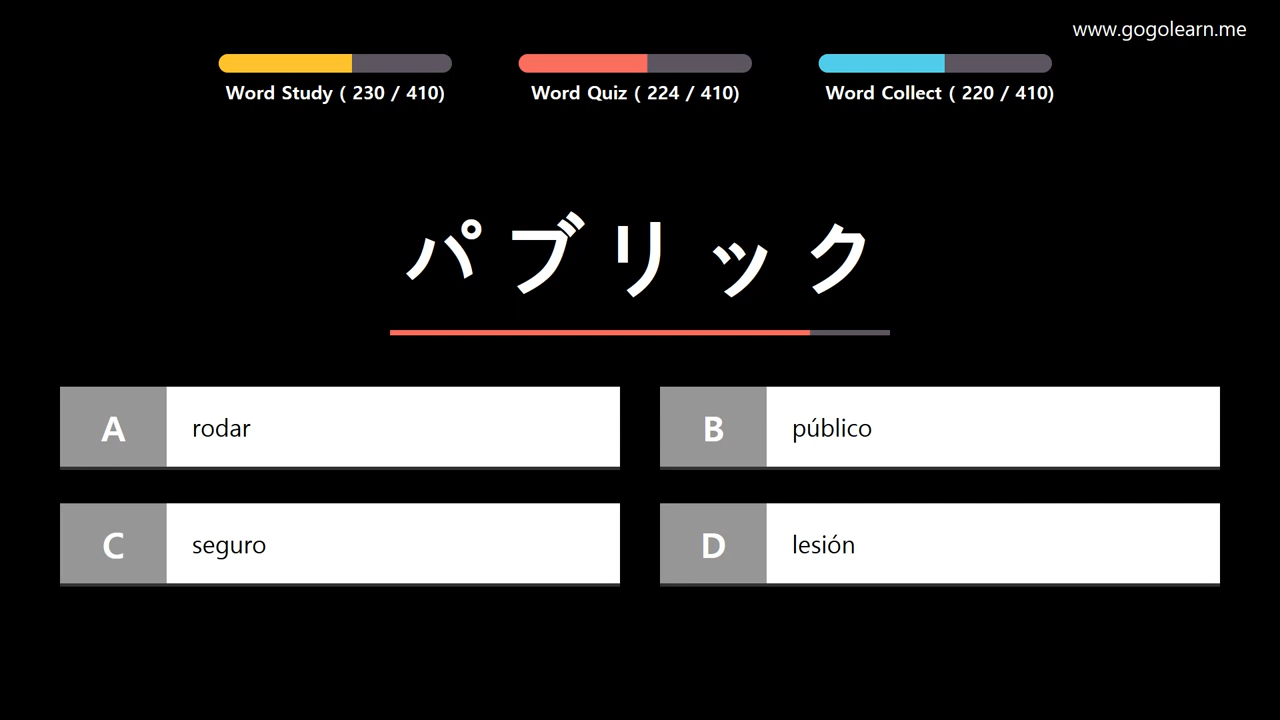 www.gogolearn.me
Word Study ( 230 / 410)
Word Quiz ( 224 / 410)
Word Collect ( 220 / 410)
パブリック
A rodar
B público
C seguro
D lesión